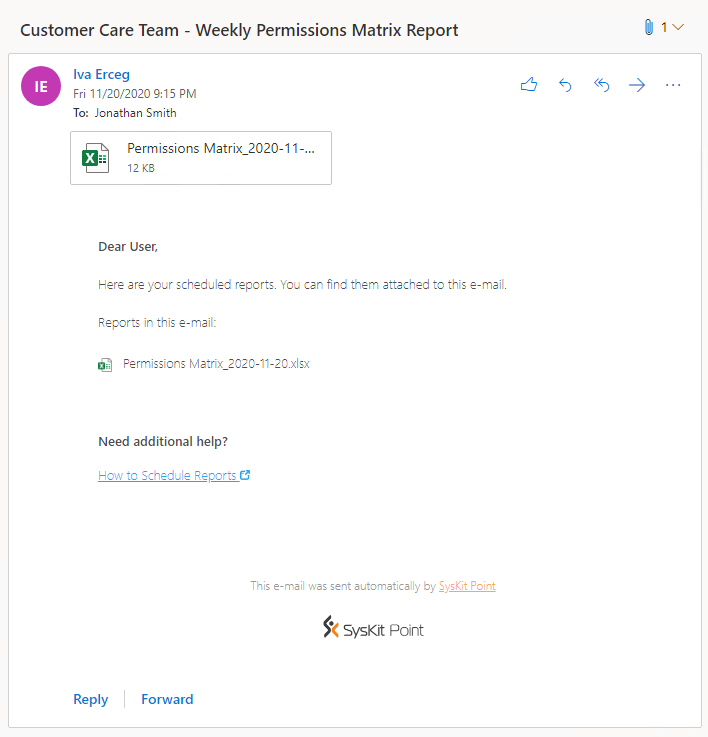 Customer Care Team - Weekly Permissions Matrix Report
1
IE
Iva Erceg
Fri 11/20/2020 9:15 PM
To: Jonathan Smith
Permissions Matrix_2020-11-...
12 KB
Dear User,
Here are your scheduled reports. You can find them attached to this e-mail.
Reports in this e-mail:
Permissions Matrix_2020-11-20.xlsx
Need additional help?
How to Schedule Reports
This e-mail was sent automatically by SysKit Point
SysKit Point
Reply
Forward